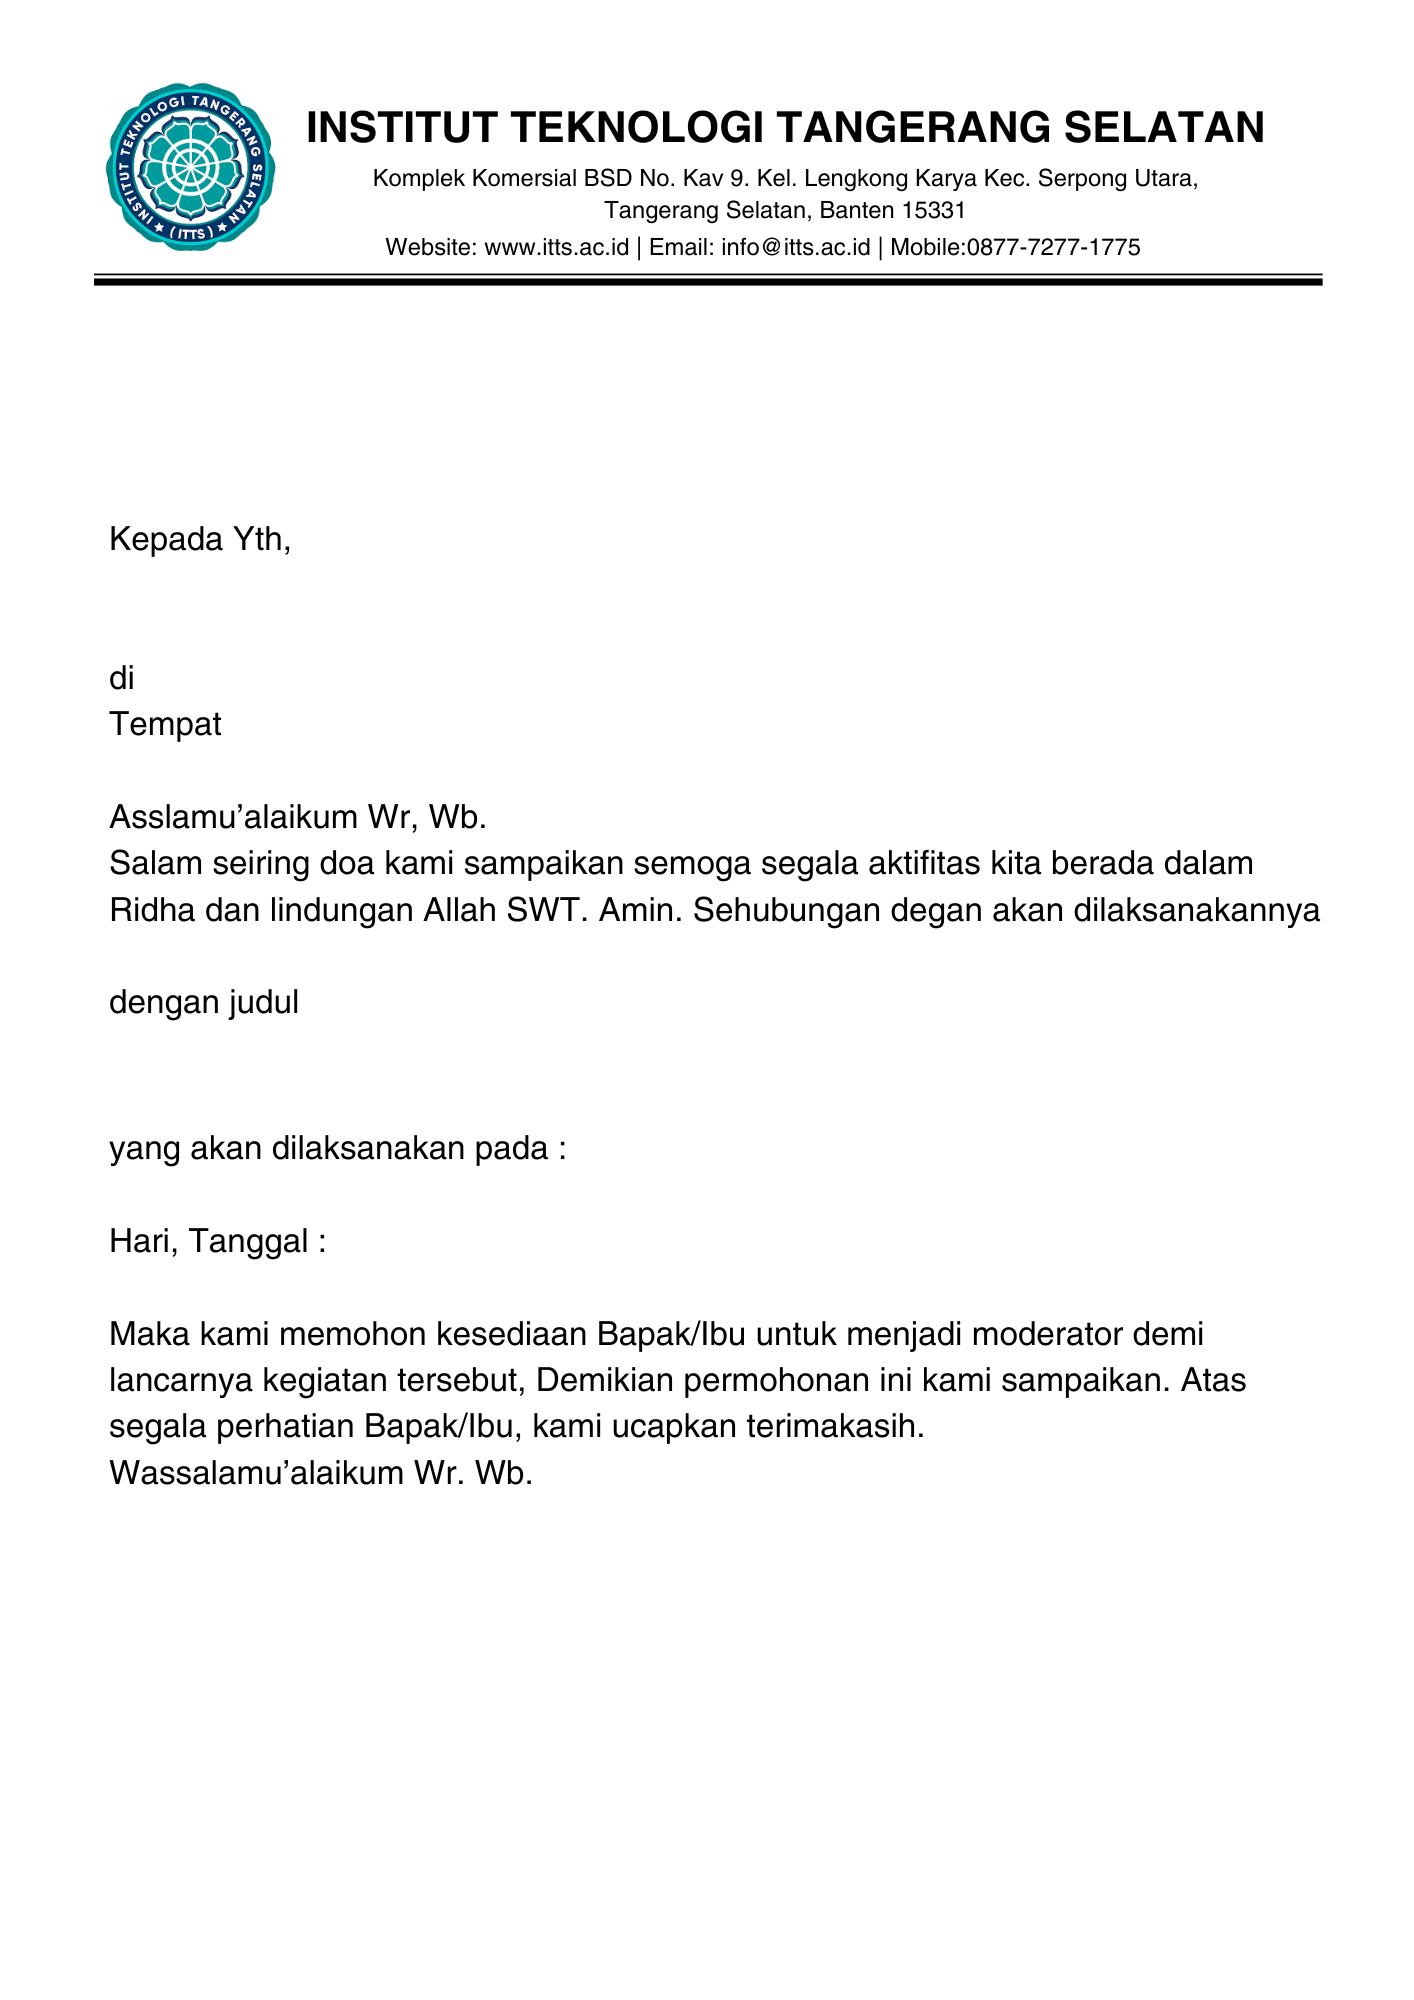 INSTITUT TEKNOLOGI TANGERANG SELATAN
★ (ITTS) ★
INSTITUT TEKNOLOGI TANGERANG SELATAN
Komplek Komersial BSD No. Kav 9. Kel. Lengkong Karya Kec. Serpong Utara,
Tangerang Selatan, Banten 15331
Website: www.itts.ac.id | Email: info@itts.ac.id | Mobile:0877-7277-1775
Kepada Yth,
di
Tempat
Asslamu’alaikum Wr, Wb.
Salam seiring doa kami sampaikan semoga segala aktifitas kita berada dalam
Ridha dan lindungan Allah SWT. Amin. Sehubungan degan akan dilaksanakannya
dengan judul
yang akan dilaksanakan pada :
Hari, Tanggal :
Maka kami memohon kesediaan Bapak/Ibu untuk menjadi moderator demi
lancarnya kegiatan tersebut, Demikian permohonan ini kami sampaikan. Atas
segala perhatian Bapak/Ibu, kami ucapkan terimakasih.
Wassalamu’alaikum Wr. Wb.